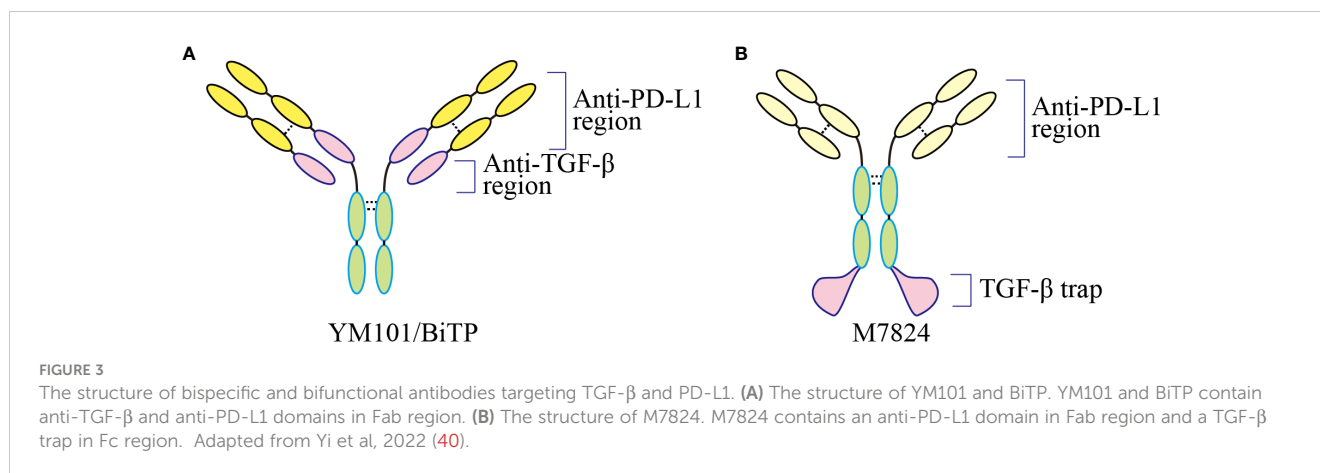 A
Anti-PD-L1
region
Anti-TGF-β
region
YM101/BiTP
B
Anti-PD-L1
region
TGF-β trap
M7824
FIGURE 3
The structure of bispecific and bifunctional antibodies targeting TGF-β and PD-L1. (A) The structure of YM101 and BiTP. YM101 and BiTP contain
anti-TGF-β and anti-PD-L1 domains in Fab region. (B) The structure of M7824. M7824 contains an anti-PD-L1 domain in Fab region and a TGF-β
trap in Fc region. Adapted from Yi et al, 2022 (40).